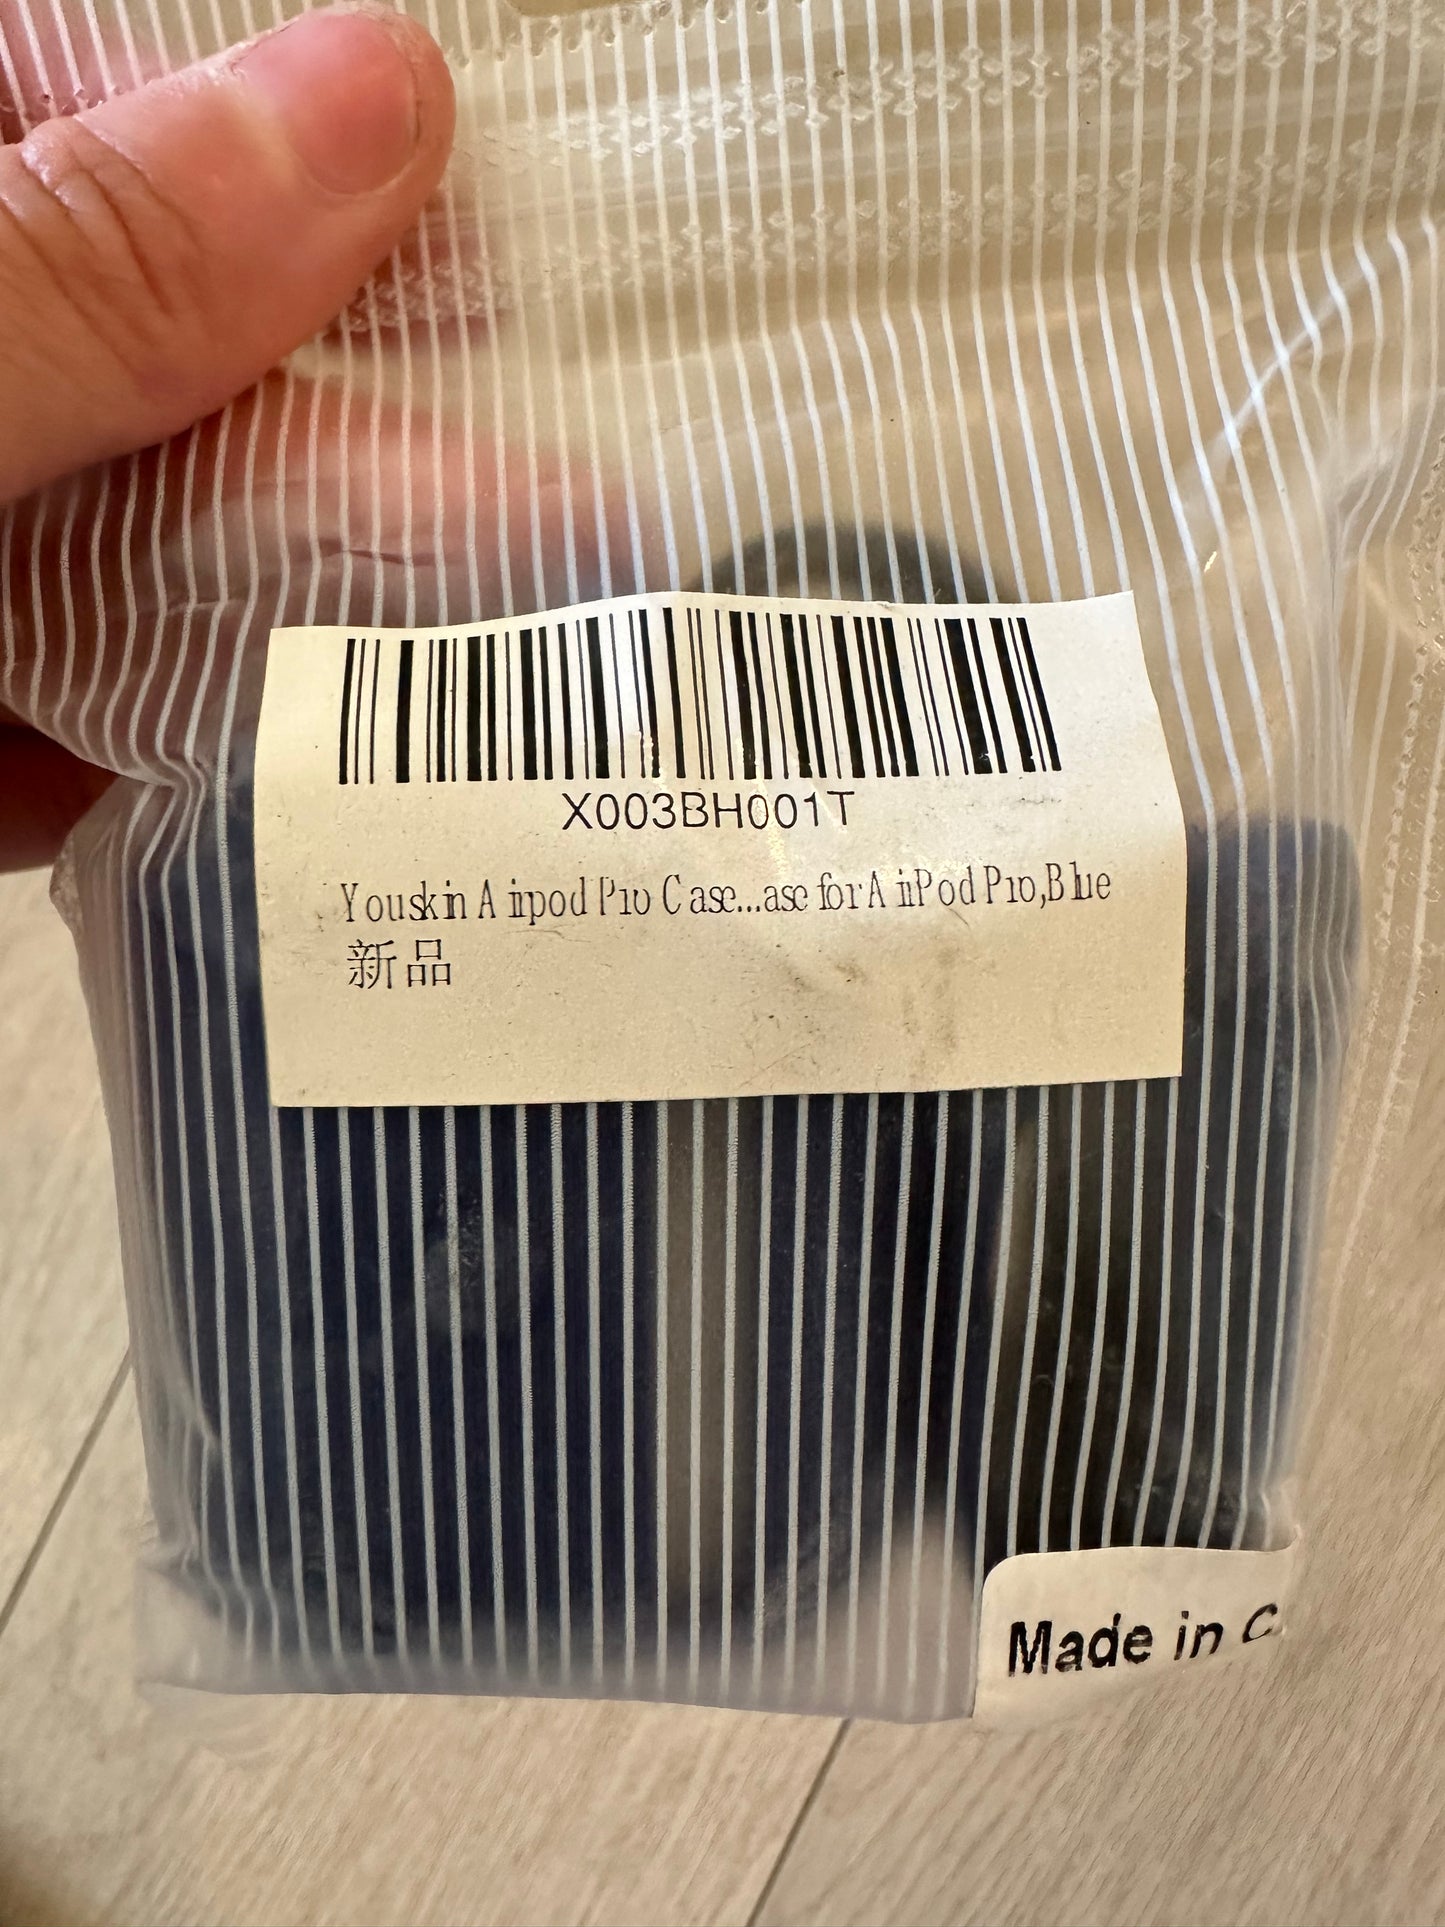 X003BH001T
Youskin Airpod Pro Case...ase for AirPod Pro,Blue
新品
Made in C